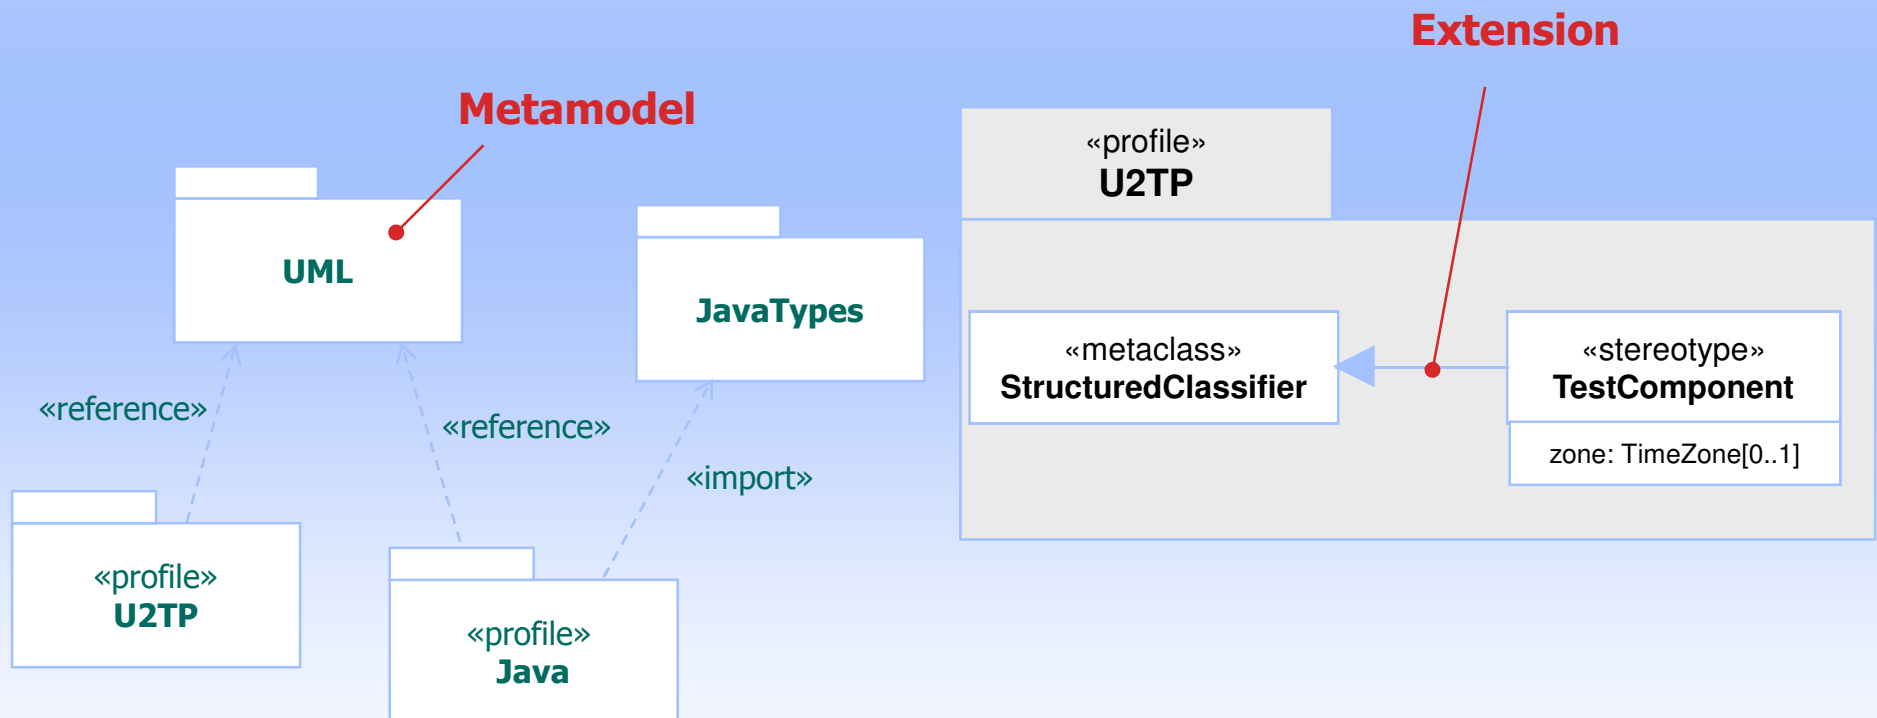 Extension
Metamodel
«profile»
U2TP
UML
JavaTypes
«metaclass»
StructuredClassifier
«stereotype»
TestComponent
zone: TimeZone[0..1]
«reference»
«reference»
«import»
«profile»
U2TP
«profile»
Java